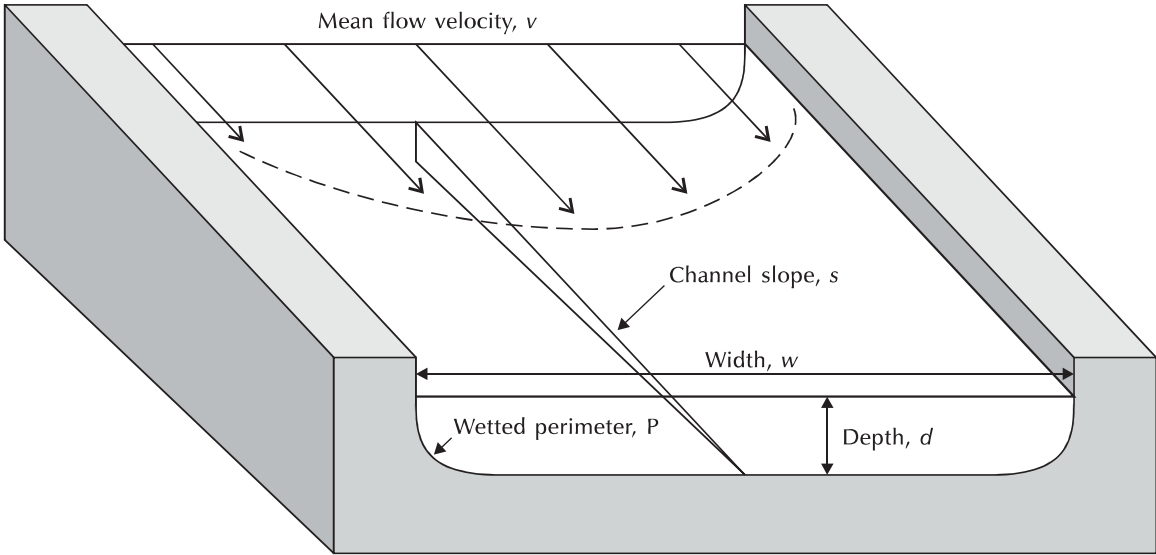 Mean flow velocity, v
Channel slope, s
Width, w
Wetted perimeter, P
Depth, d